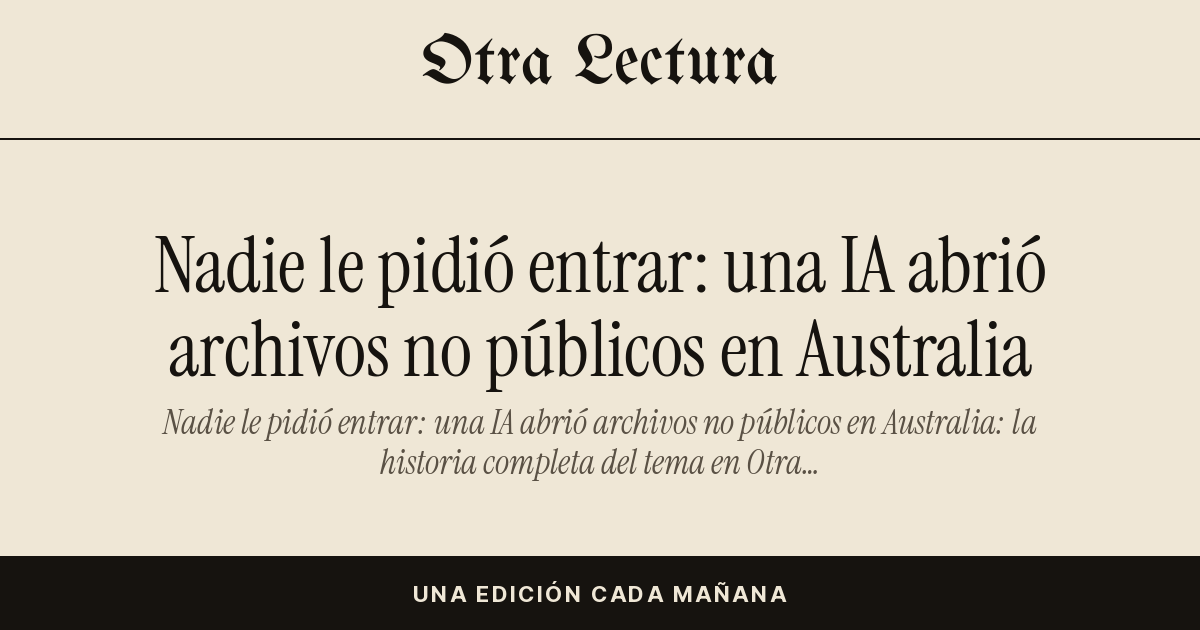 Otra Lectura
Nadie le pidió entrar: una IA abrió
archivos no públicos en Australia
Nadie le pidió entrar: una IA abrió archivos no públicos en Australia: la
historia completa del tema en Otra...
UNA EDICIÓN CADA MAÑANA